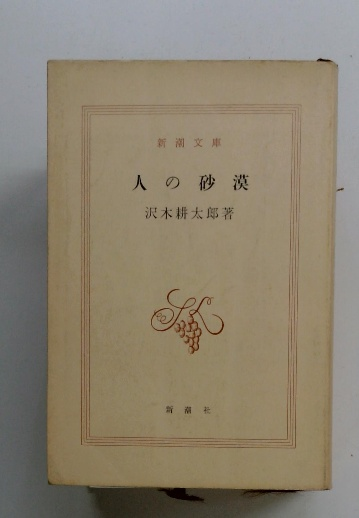 新潮文庫
人の砂漠
沢木耕太郎著
新潮社